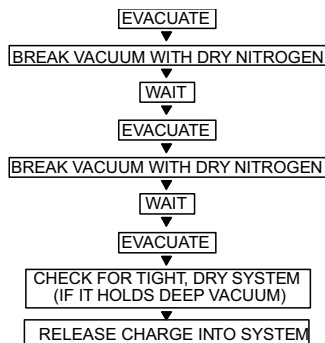 EVACUATE
BREAK VACUUM WITH DRY NITROGEN
WAIT
EVACUATE
BREAK VACUUM WITH DRY NITROGEN
WAIT
EVACUATE
CHECK FOR TIGHT, DRY SYSTEM
(IF IT HOLDS DEEP VACUUM)
RELEASE CHARGE INTO SYSTEM